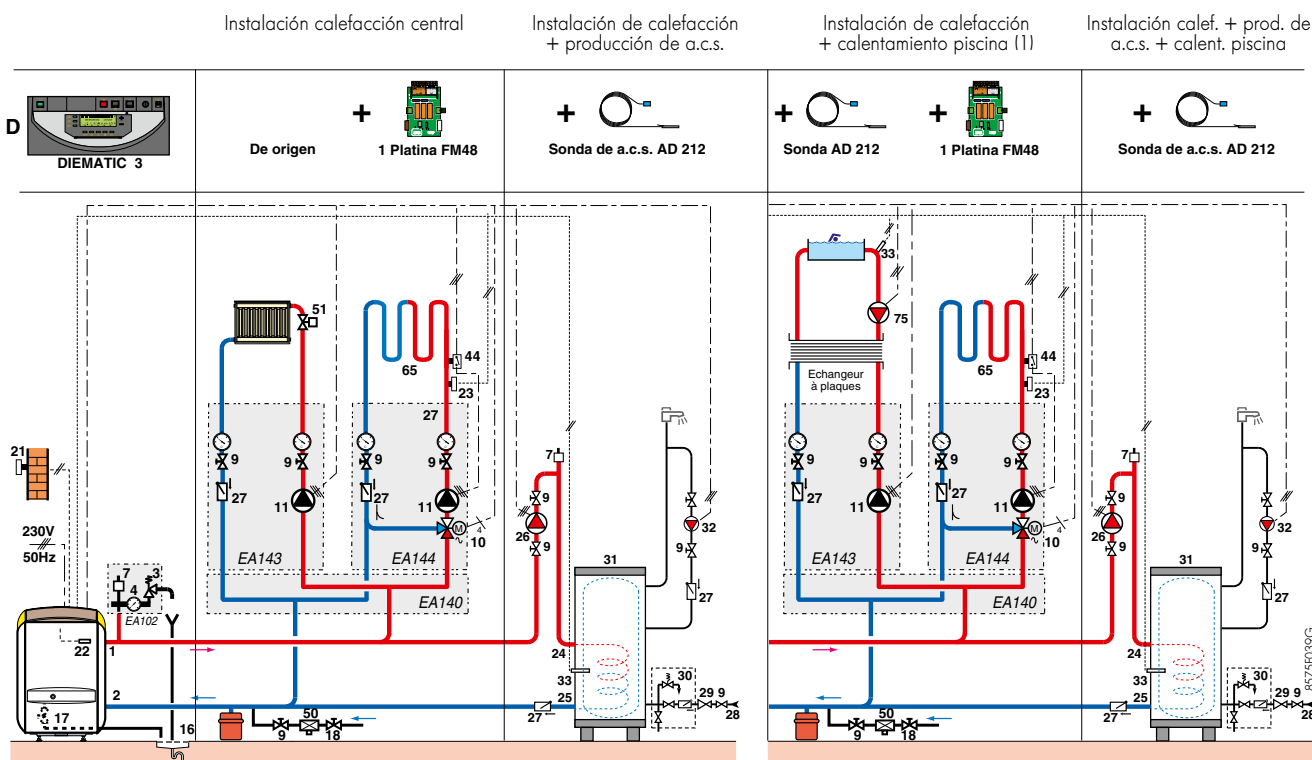 Instalación calefacción central
Instalación de calefacción
+ producción de a.c.s.
Instalación de calefacción
+ calentamiento piscina (1)
Instalación calef. + prod. de
a.c.s. + calent. piscina
D
DIEMATIC 3
De origen
+
1 Platina FM48
+
Sonda de a.c.s. AD 212
+
Sonda AD 212
+
1 Platina FM48
+
Sonda de a.c.s. AD 212
21
230V
50Hz
7
4
3
EA102
22
1
2
17
16
51
65
44
23
27
9
9
9
9
27
11
27
11
M
4
10
EA143
EA144
EA140
9
50
18
7
9
26
9
24
33
25
27
31
32
9
27
30
29
9
28
33
75
Echangeur
à plaques
65
44
23
9
9
9
9
27
11
27
11
M
4
10
EA143
EA144
EA140
9
50
18
7
9
26
9
24
33
25
27
31
32
9
27
30
29
9
28
8575F039G